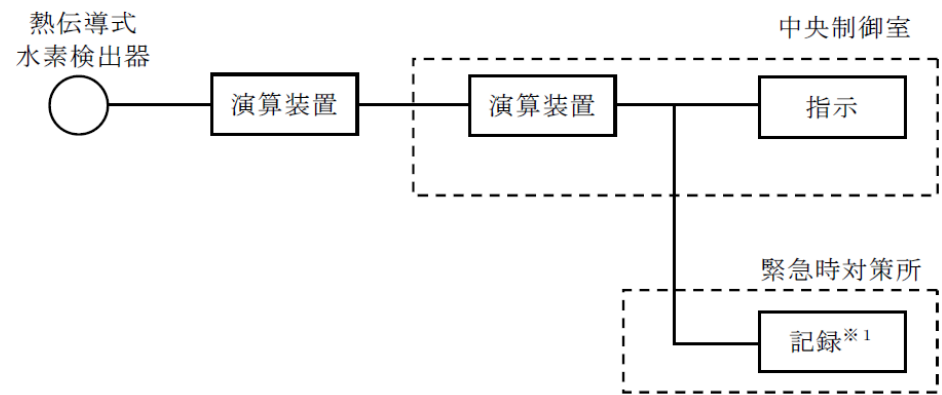 熱伝導式
水素検出器
中央制御室
演算装置
演算装置
指示
緊急時対策所
記録※1